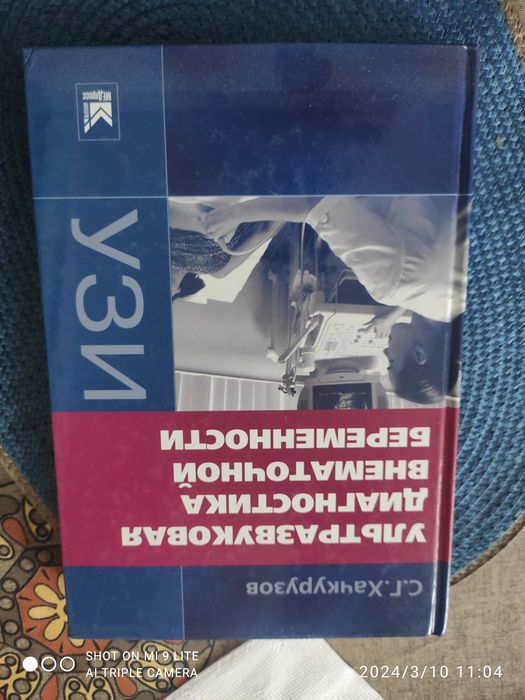 С.Г.Хачкурузов
УЛЬТРАЗВУКОВАЯ
ДИАГНОСТИКА
ВНЕМАТОЧНОЙ
БЕРЕМЕННОСТИ
УЗИ
МЕДпресс
SHOT ON MI 9 LITE
AI TRIPLE CAMERA
2024/3/10 11:04